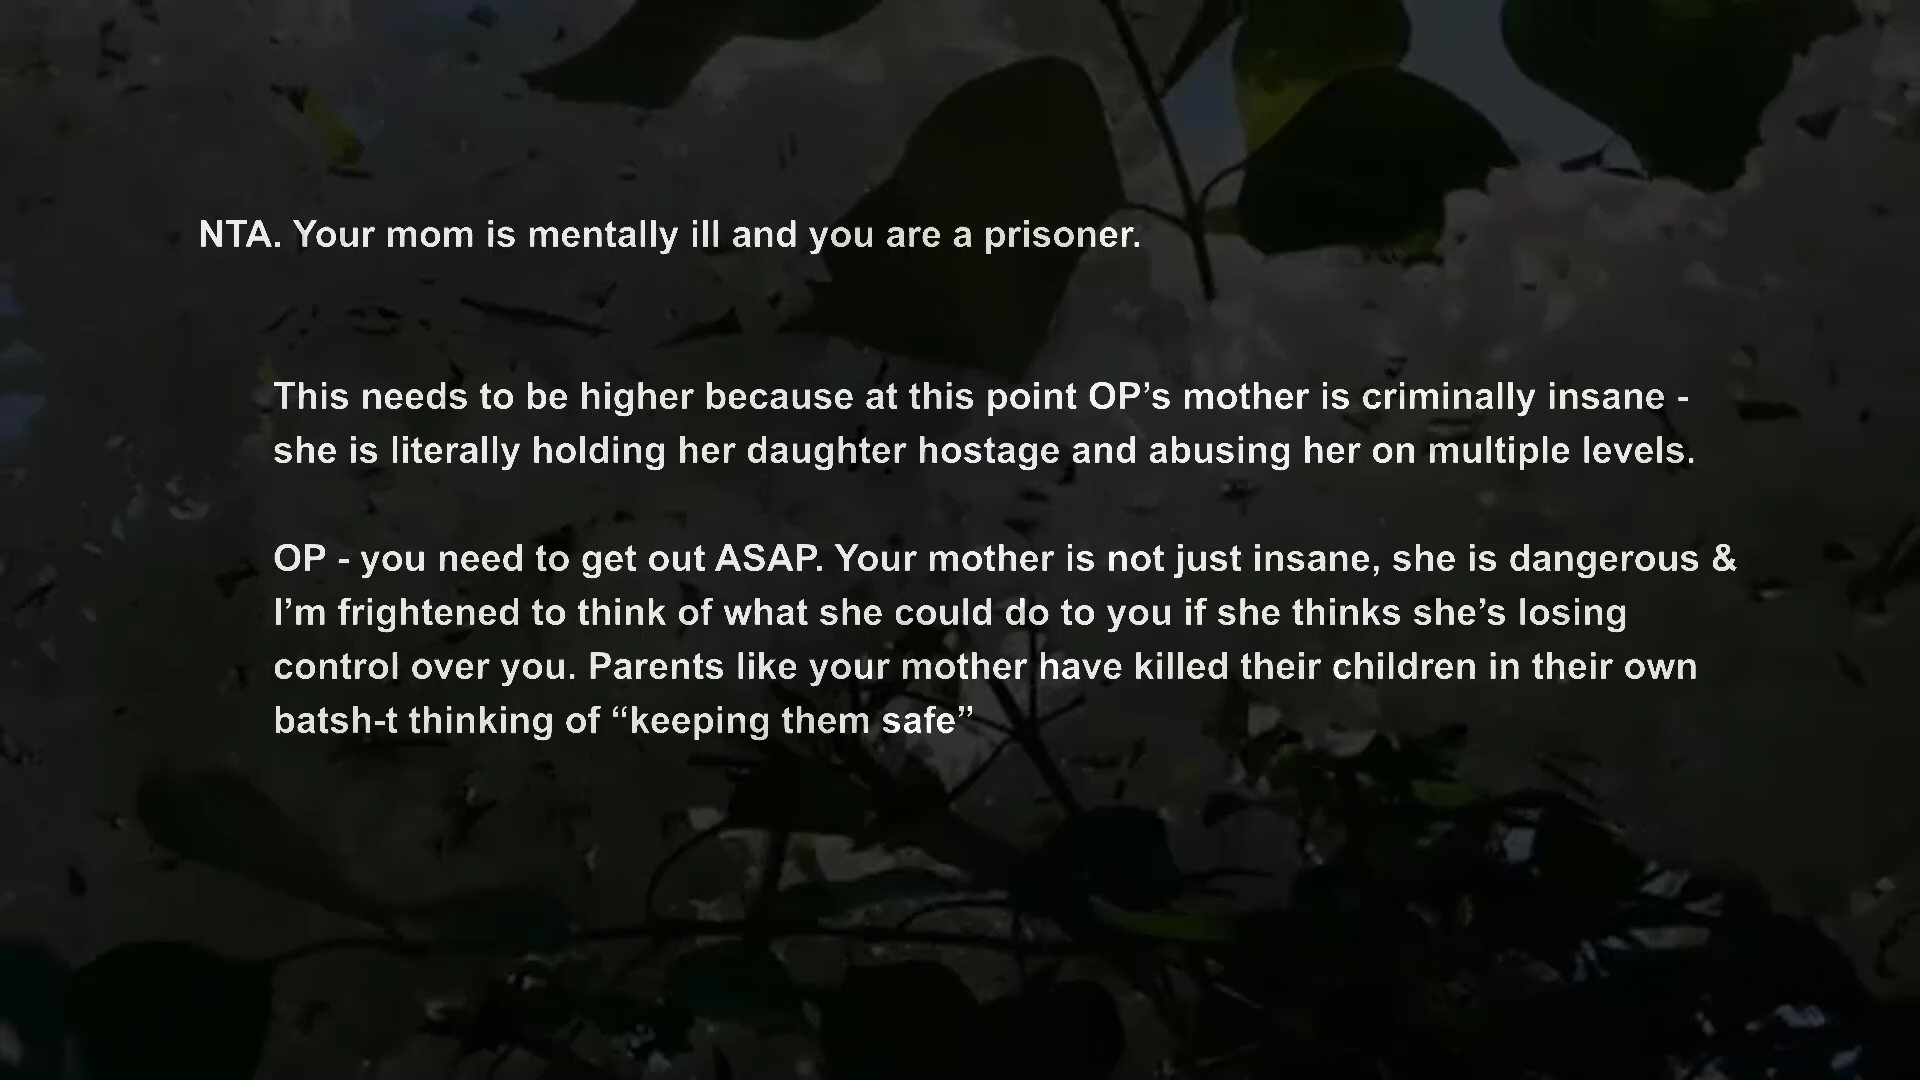 NTA. Your mom is mentally ill and you are a prisoner.
This needs to be higher because at this point OP’s mother is criminally insane -
she is literally holding her daughter hostage and abusing her on multiple levels.
OP - you need to get out ASAP. Your mother is not just insane, she is dangerous &
I’m frightened to think of what she could do to you if she thinks she’s losing
control over you. Parents like your mother have killed their children in their own
batsh-t thinking of “keeping them safe”